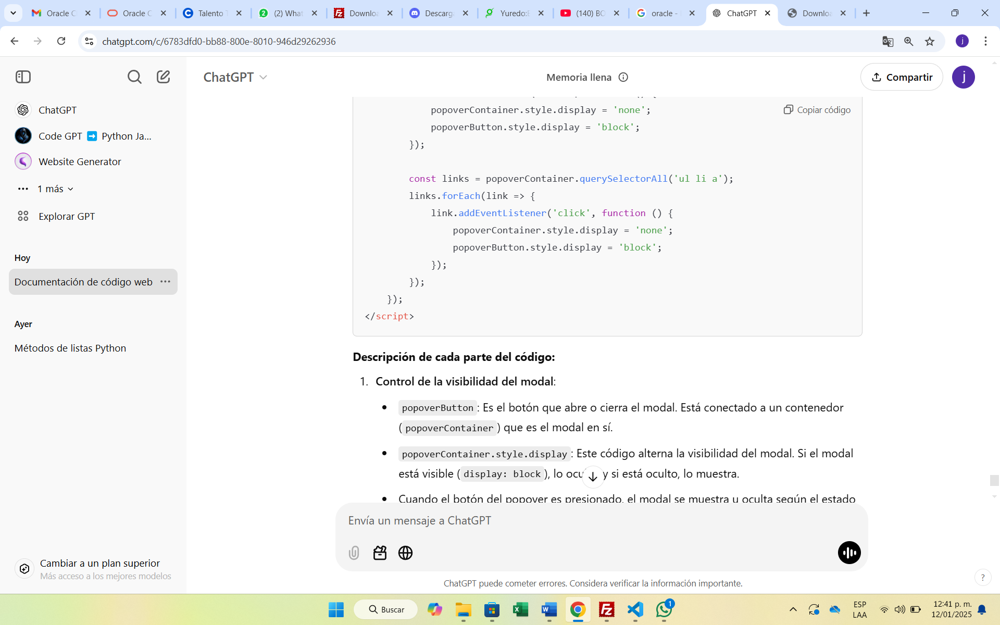 Oracle C
Oracle C
Talento T
(2) What
Downloa
Descarga
Yuredo:E
(140) BO
oracle -
ChatGPT
Downloa
chatgpt.com/c/6783dfd0-bb88-800e-8010-946d29262936
j
ChatGPT
Memoria llena
Compartir
j
ChatGPT
Code GPT ➡ Python Ja...
Website Generator
1 más
Explorar GPT
Hoy
Documentación de código web
Ayer
Métodos de listas Python
Cambiar a un plan superior
Más acceso a los mejores modelos
Copiar código
popoverContainer.style.display = 'none';
popoverButton.style.display = 'block';
});
const links = popoverContainer.querySelectorAll('ul li a');
links.forEach(link => {
link.addEventListener('click', function () {
popoverContainer.style.display = 'none';
popoverButton.style.display = 'block';
});
});
});
</script>
Descripción de cada parte del código:
1. Control de la visibilidad del modal:
• popoverButton: Es el botón que abre o cierra el modal. Está conectado a un contenedor
(popoverContainer) que es el modal en sí.
• popoverContainer.style.display: Este código alterna la visibilidad del modal. Si el modal
está visible (display: block), lo ocu y si está oculto, lo muestra.
• Cuando el botón del popover es presionado, el modal se muestra u oculta según el estado
Envía un mensaje a ChatGPT
ChatGPT puede cometer errores. Considera verificar la información importante.
?
Buscar
1
ESP
LAA
12:41 p. m.
12/01/2025